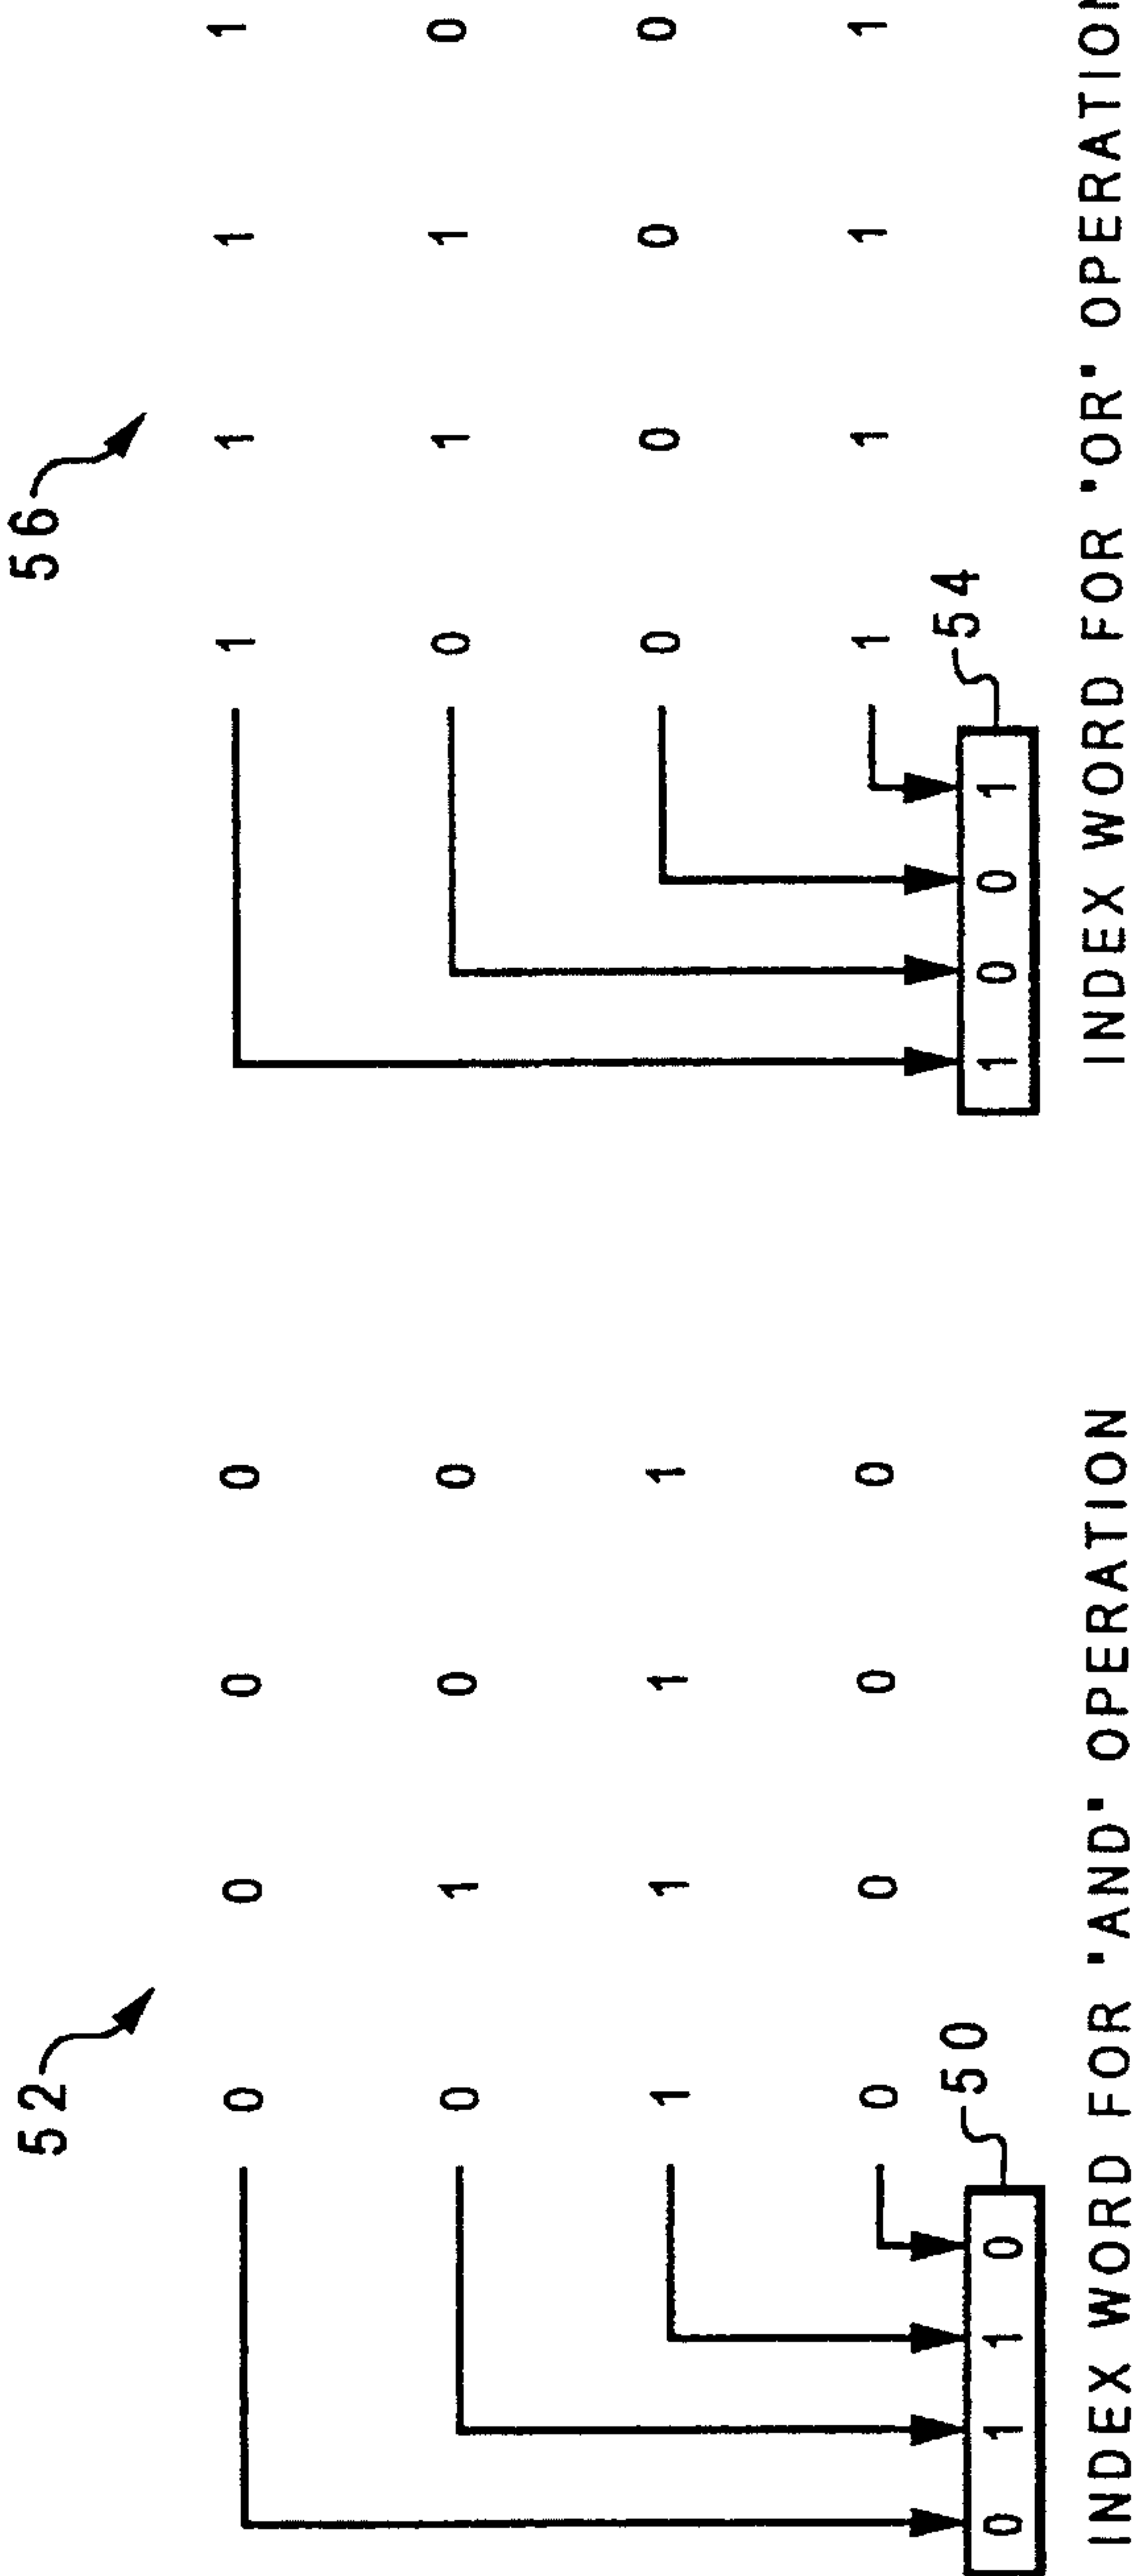 52
0 0 0 0
0 1 0 0
1 1 1 1
0 0 0 0
50
0 1 1 0
INDEX WORD FOR "AND" OPERATION
56
1 1 1 1
0 1 1 0
0 0 0 0
1 1 1 1
54
1 0 0 1
INDEX WORD FOR "OR" OPERATION